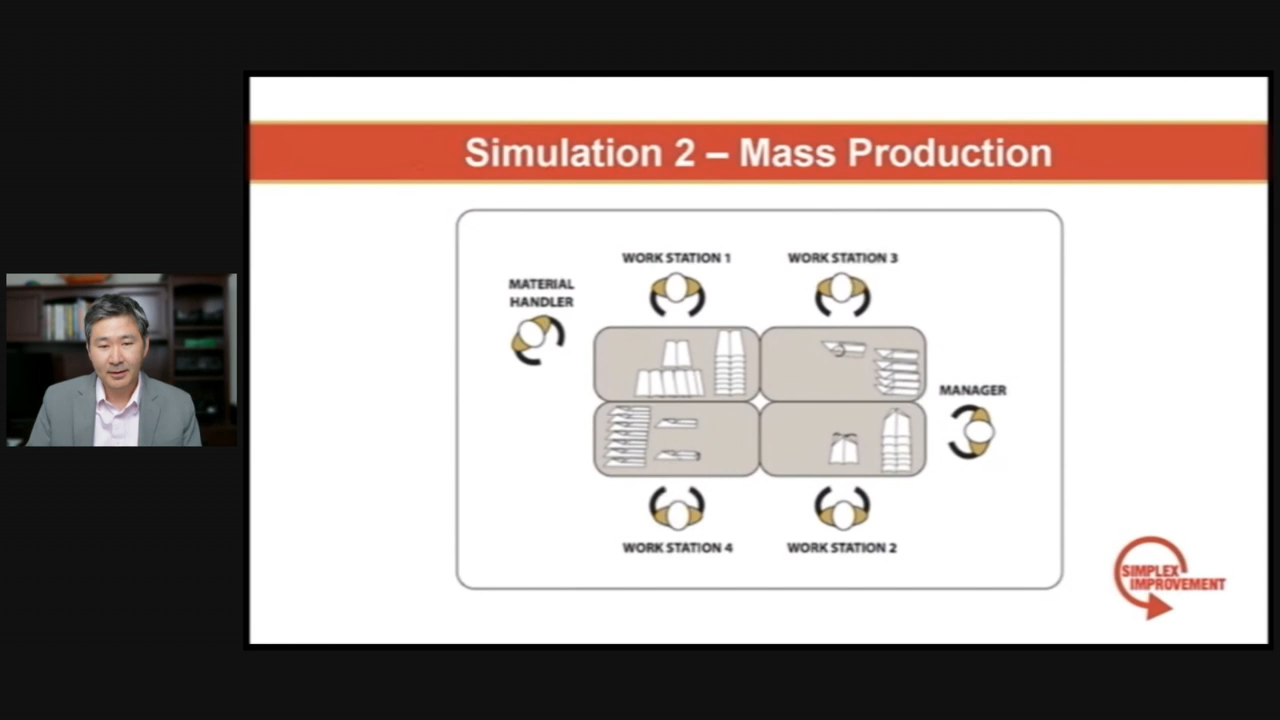 Simulation 2 – Mass Production
WORK STATION 1
WORK STATION 3
MATERIAL
HANDLER
MANAGER
WORK STATION 4
WORK STATION 2
SIMPLEX
IMPROVEMENT